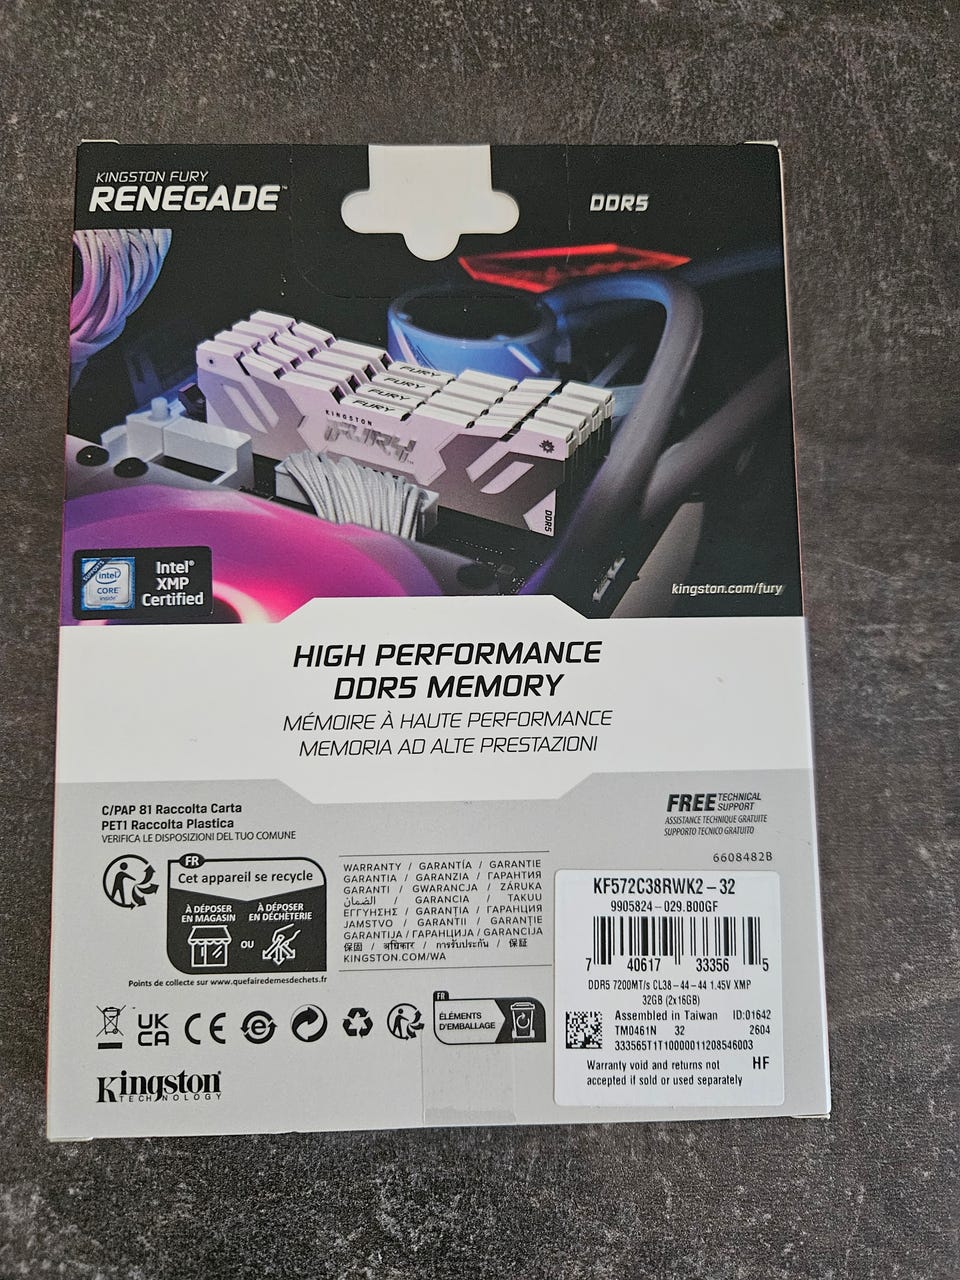 KINGSTON FURY
RENEGADE™
DDR5
FURY
FURY
FURY
FURY
KINGSTON
FURY
DDR5
intel
CORE
inside
Intel®
XMP
Certified
kingston.com/fury
HIGH PERFORMANCE
DDR5 MEMORY
MÉMOIRE À HAUTE PERFORMANCE
MEMORIA AD ALTE PRESTAZIONI
C/PAP 81 Raccolta Carta
PET1 Raccolta Plastica
VERIFICA LE DISPOSIZIONI DEL TUO COMUNE
FREE TECHNICAL
SUPPORT
ASSISTANCE TECHNIQUE GRATUITE
SUPPORTO TECNICO GRATUITO
6608482B
FR
Cet appareil se recycle
À DÉPOSER
EN MAGASIN
À DÉPOSER
EN DÉCHÈTERIE
OU
Points de collecte sur www.quefairedemesdechets.fr
WARRANTY / GARANTÍA / GARANTIE
GARANTIA / GARANZIA / ГАРАНТИЯ
GARANTI / GWARANCJA / ZÁRUKA
الضمان / GARANCIA / TAKUU
ΕΓΓΥΗΣΗΣ / GARANȚIA / ГАРАНЦИЯ
JAMSTVO / GARANTII / GARANTIJE
GARANTIJA / ГАРАНЦИЈА / GARANCIJA
保固 / अधिकार / การรับประกัน / 保証
KINGSTON.COM/WA
KF572C38RWK2-32
9905824-029.B00GF
7 40617 33356 5
DDR5 7200MT/s CL38-44-44 1.45V XMP
32GB (2x16GB)
Assembled in Taiwan ID:01642
TM0461N 32 2604
333565T1T10000011208546003
Warranty void and returns not
accepted if sold or used separately
HF
UK
CA
CE
FR
ÉLÉMENTS
D'EMBALLAGE
Kingston
TECHNOLOGY